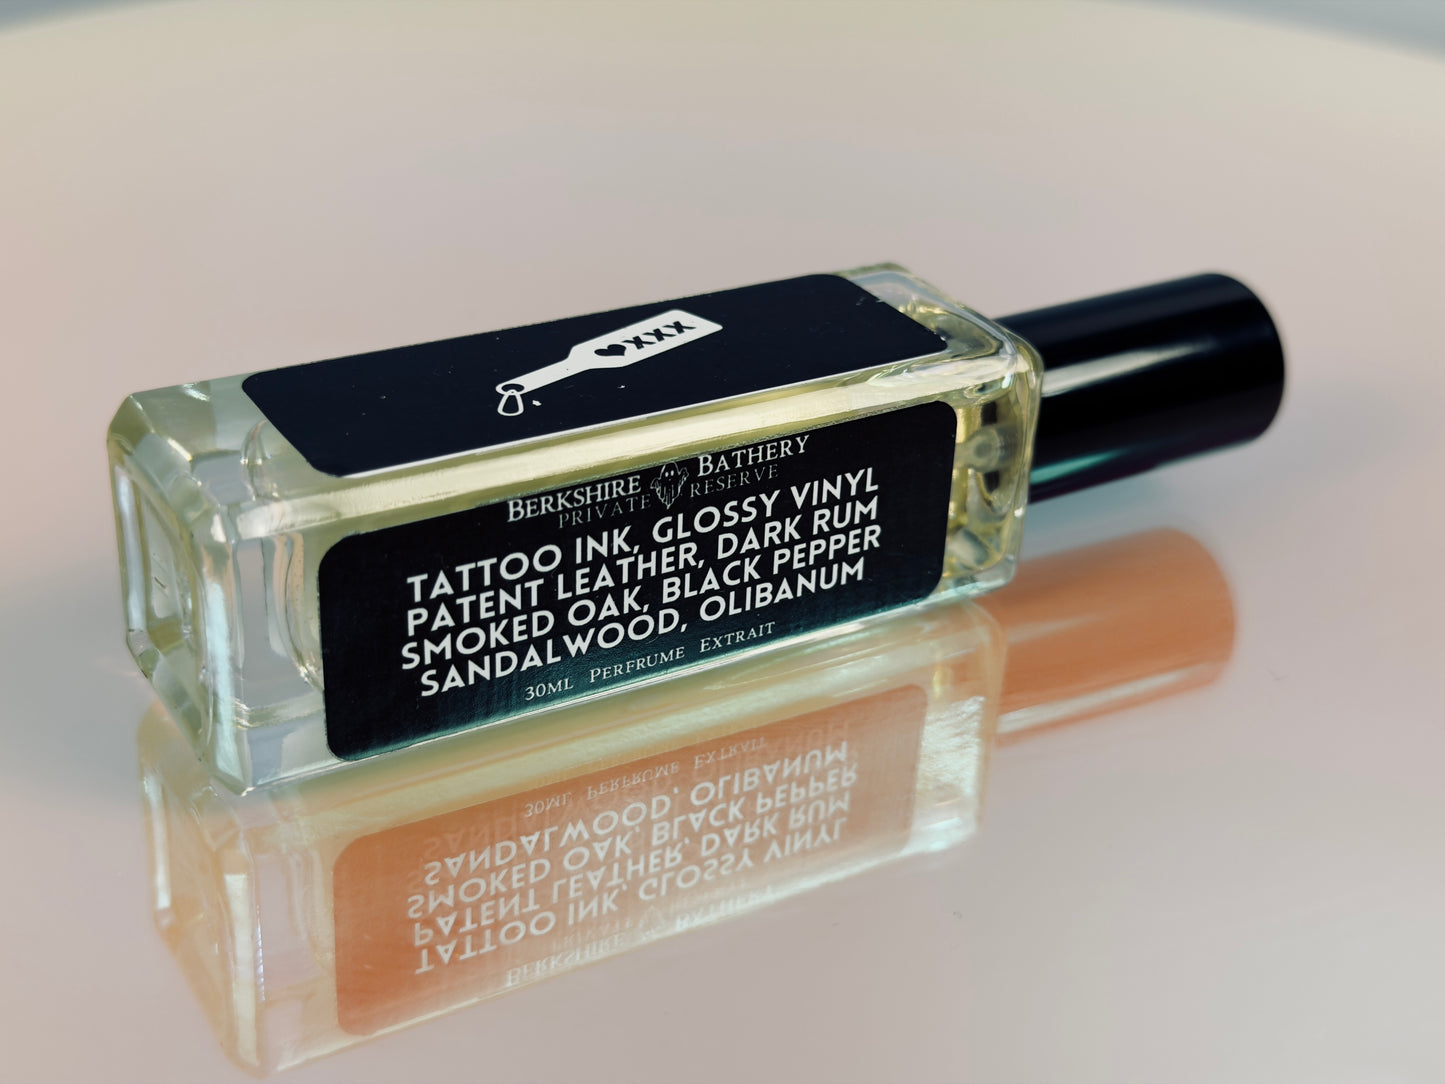 ♥XXX
BERKSHIRE BATHERY
PRIVATE RESERVE
TATTOO INK, GLOSSY VINYL
PATENT LEATHER, DARK RUM
SMOKED OAK, BLACK PEPPER
SANDALWOOD, OLIBANUM
30ML PERFRUME EXTRAIT